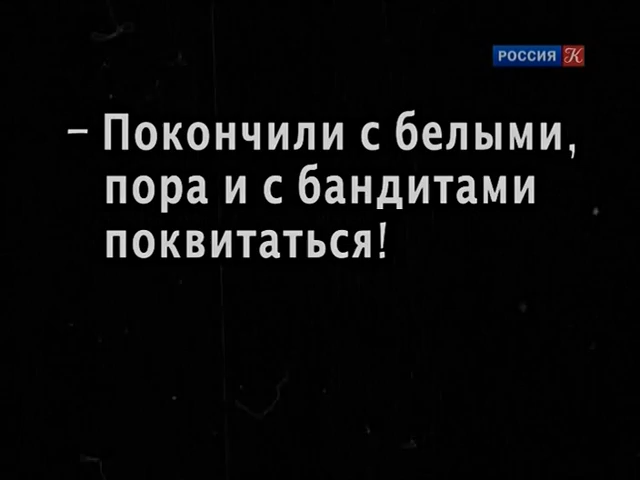 РОССИЯ К
– Покончили с белыми,
пора и с бандитами
поквитаться!